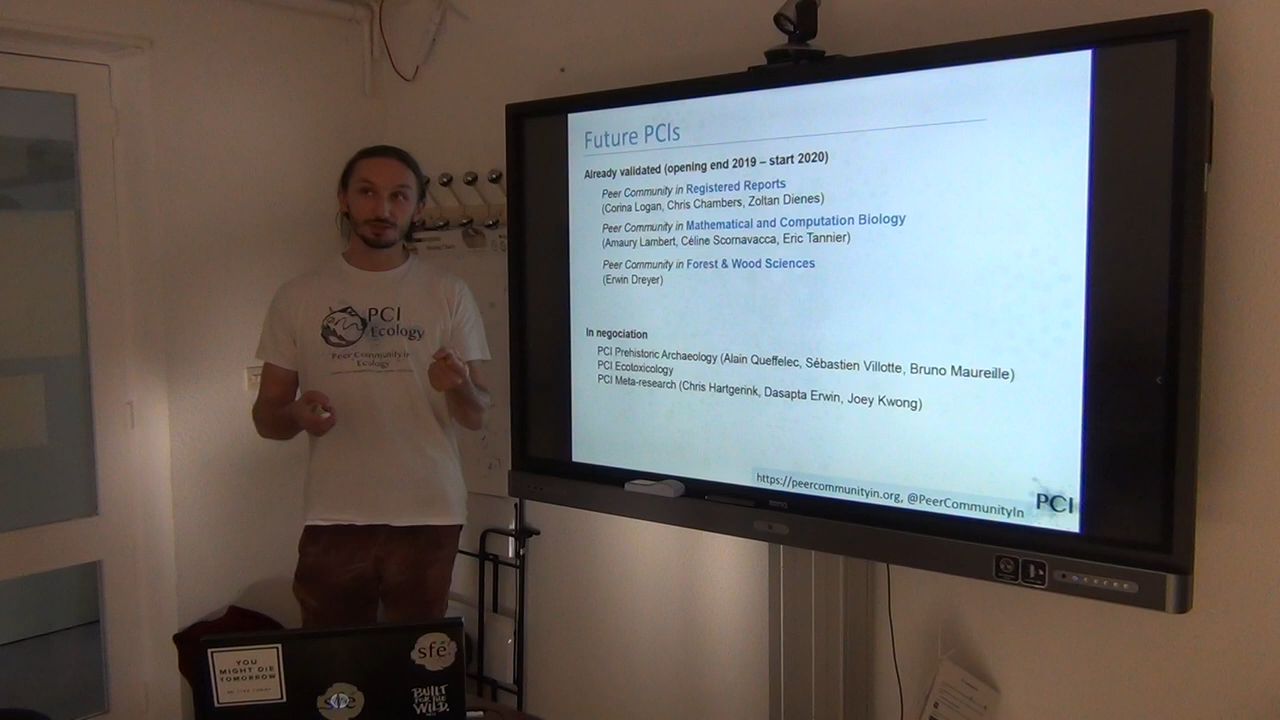 Future PCIs
Already validated (opening end 2019 – start 2020)
Peer Community in Registered Reports
(Corina Logan, Chris Chambers, Zoltan Dienes)
Peer Community in Mathematical and Computation Biology
(Amaury Lambert, Céline Scornavacca, Eric Tannier)
Peer Community in Forest & Wood Sciences
(Erwin Dreyer)
In negociation
PCI Prehistoric Archaeology (Alain Queffelec, Sébastien Villotte, Bruno Maureille)
PCI Ecotoxicology
PCI Meta-research (Chris Hartgerink, Dasapta Erwin, Joey Kwong)
https://peercommunityin.org, @PeerCommunityIn
PCI
PCI
Ecology
Peer Community in
Ecology
YOU
MIGHT DIE
TOMORROW
sfé
BUILT
FOR THE
WILD
BenQ